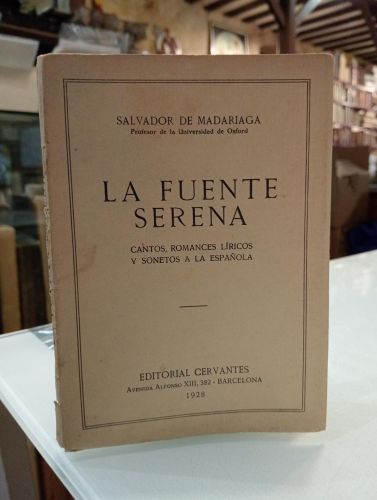 SALVADOR DE MADARIAGA
Profesor de la Universidad de Oxford
LA FUENTE
SERENA
CANTOS, ROMANCES LÍRICOS
Y SONETOS A LA ESPAÑOLA
EDITORIAL CERVANTES
AVENIDA ALFONSO XIII, 382 - BARCELONA
1928